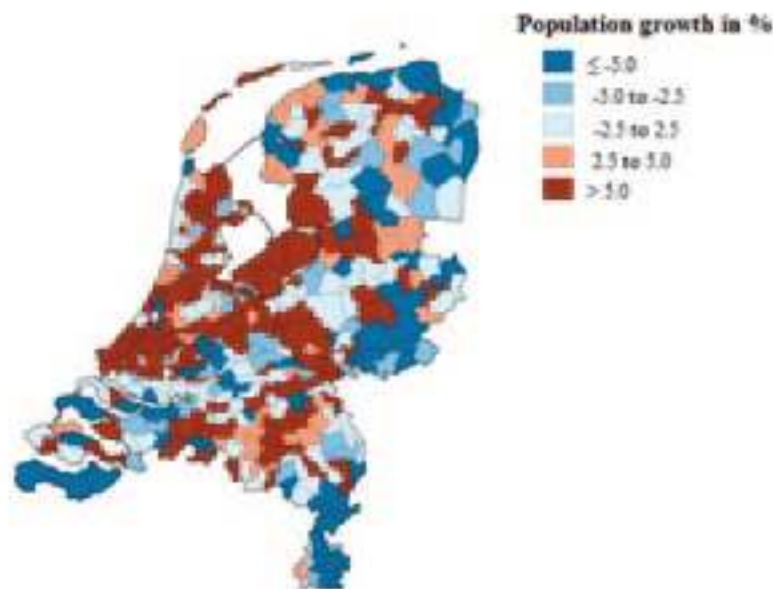 Population growth in %
≤ -5.0
-5.0 to -2.5
-2.5 to 2.5
2.5 to 5.0
> 5.0